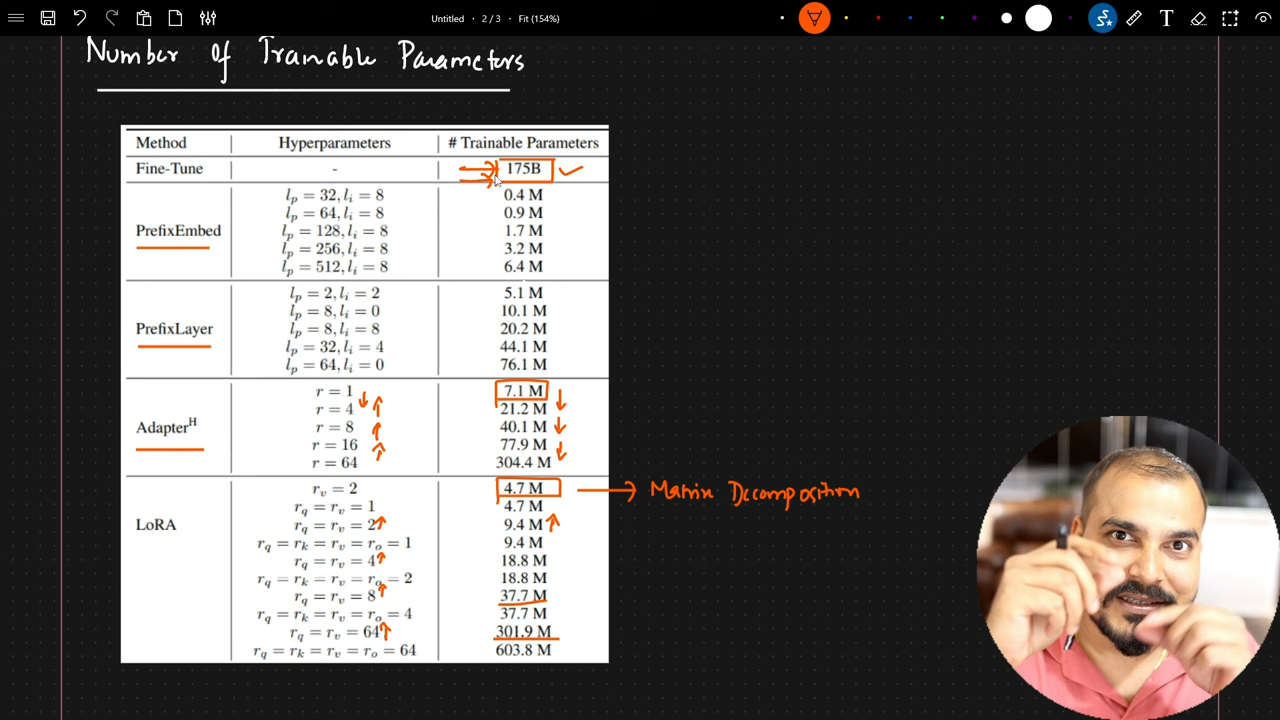 Untitled • 2 / 3 • Fit (154%)
Number of Trainable Parameters
Method Hyperparameters # Trainable Parameters
Fine-Tune - 175B
PrefixEmbed
l_p = 32, l_i = 8 0.4 M
l_p = 64, l_i = 8 0.9 M
l_p = 128, l_i = 8 1.7 M
l_p = 256, l_i = 8 3.2 M
l_p = 512, l_i = 8 6.4 M
PrefixLayer
l_p = 2, l_i = 2 5.1 M
l_p = 8, l_i = 0 10.1 M
l_p = 8, l_i = 8 20.2 M
l_p = 32, l_i = 4 44.1 M
l_p = 64, l_i = 0 76.1 M
Adapter^H
r = 1 7.1 M
r = 4 21.2 M
r = 8 40.1 M
r = 16 77.9 M
r = 64 304.4 M
LoRA
r_v = 2 4.7 M → Matrix Decomposition
r_q = r_v = 1 4.7 M
r_q = r_v = 2 9.4 M
r_q = r_k = r_v = r_o = 1 9.4 M
r_q = r_v = 4 18.8 M
r_q = r_k = r_v = r_o = 2 18.8 M
r_q = r_v = 8 37.7 M
r_q = r_k = r_v = r_o = 4 37.7 M
r_q = r_v = 64 301.9 M
r_q = r_k = r_v = r_o = 64 603.8 M